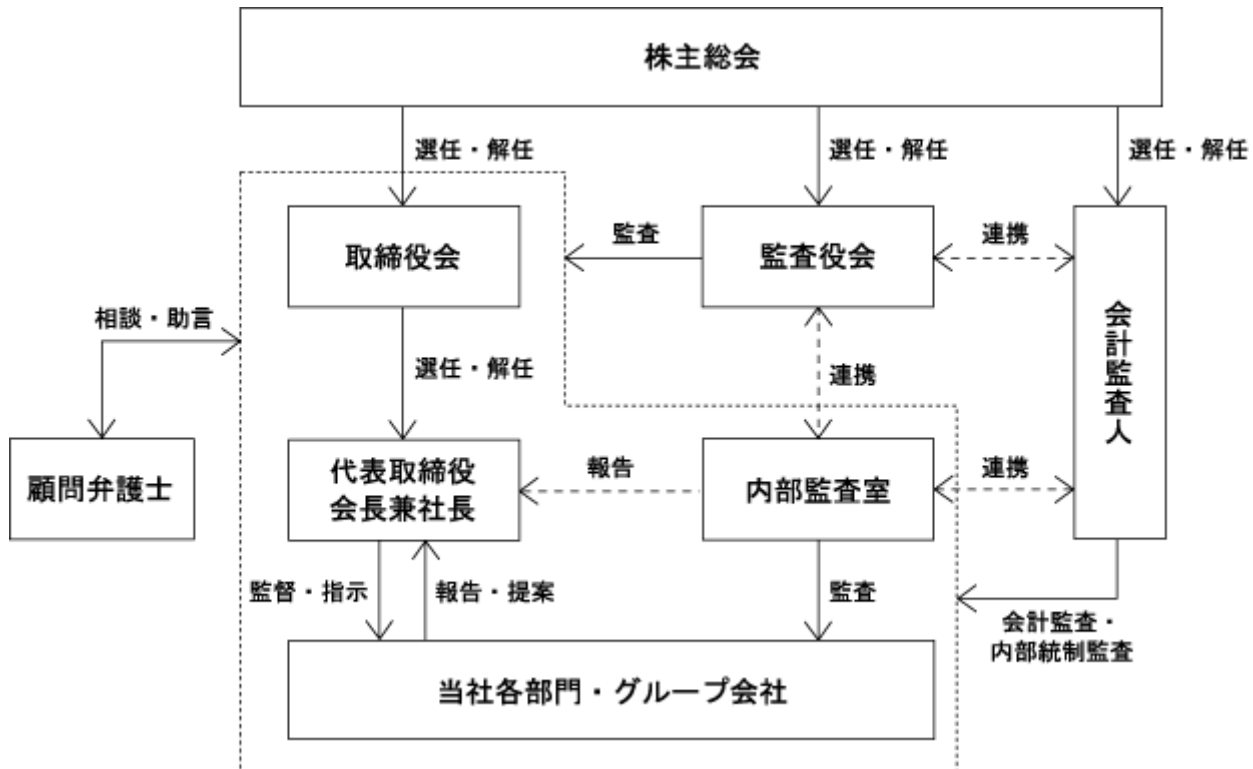 株主総会
選任・解任
選任・解任
選任・解任
取締役会
監査
監査役会
連携
会計監査人
相談・助言
選任・解任
連携
顧問弁護士
代表取締役
会長兼社長
報告
内部監査室
連携
監督・指示
報告・提案
監査
会計監査・
内部統制監査
当社各部門・グループ会社